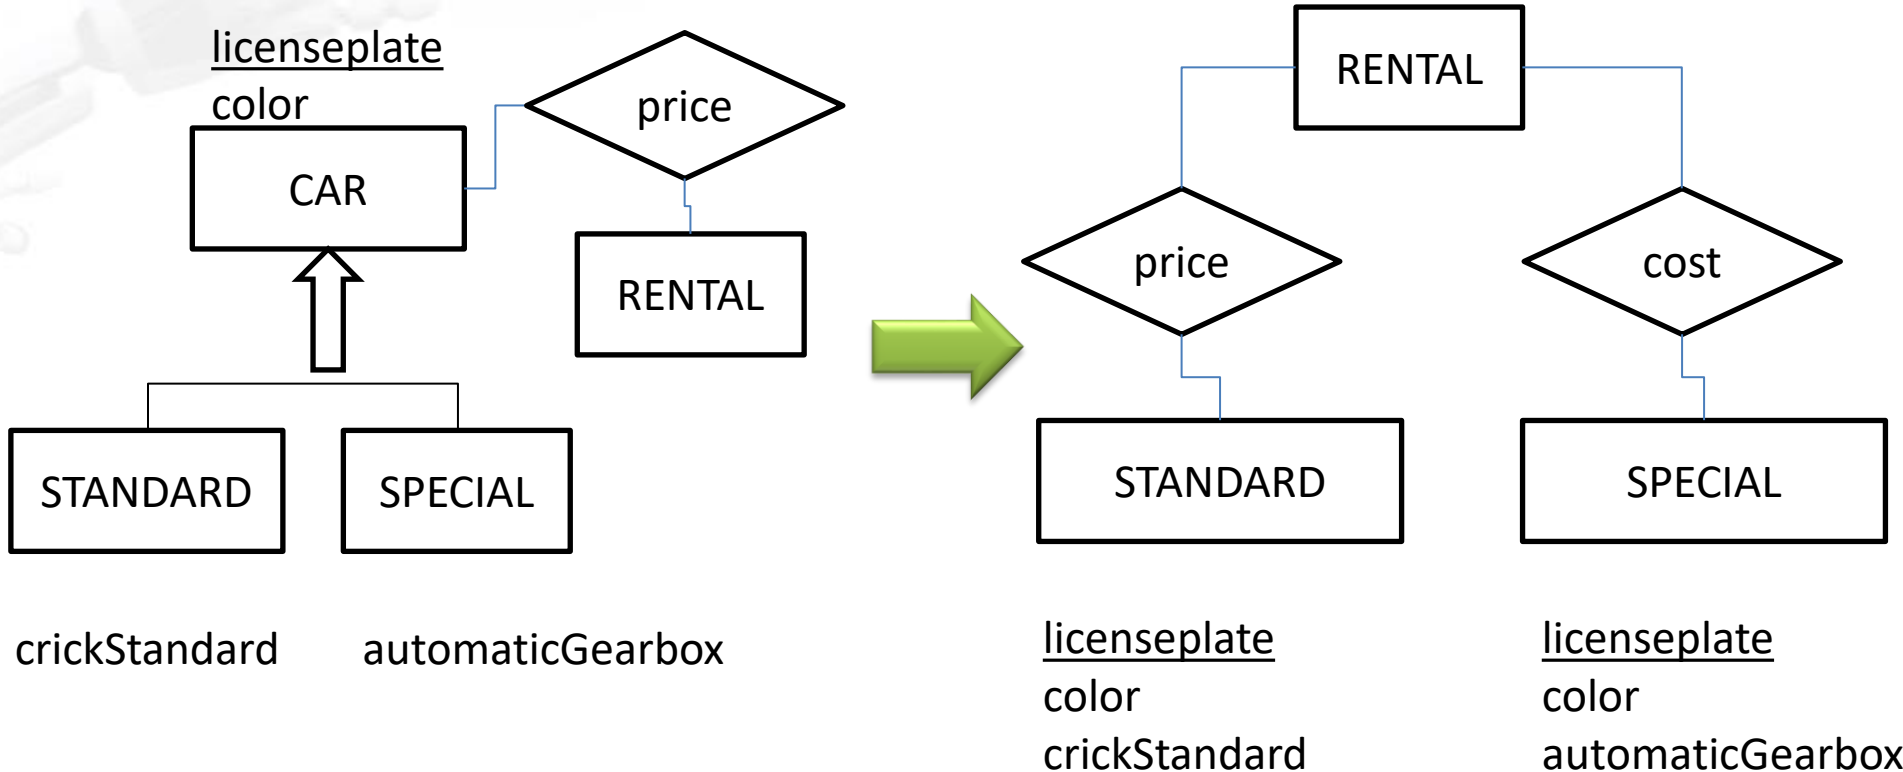 licenseplate
color
CAR
price
RENTAL
STANDARD
SPECIAL
crickStandard
automaticGearbox
RENTAL
price
cost
STANDARD
SPECIAL
licenseplate
color
crickStandard
licenseplate
color
automaticGearbox